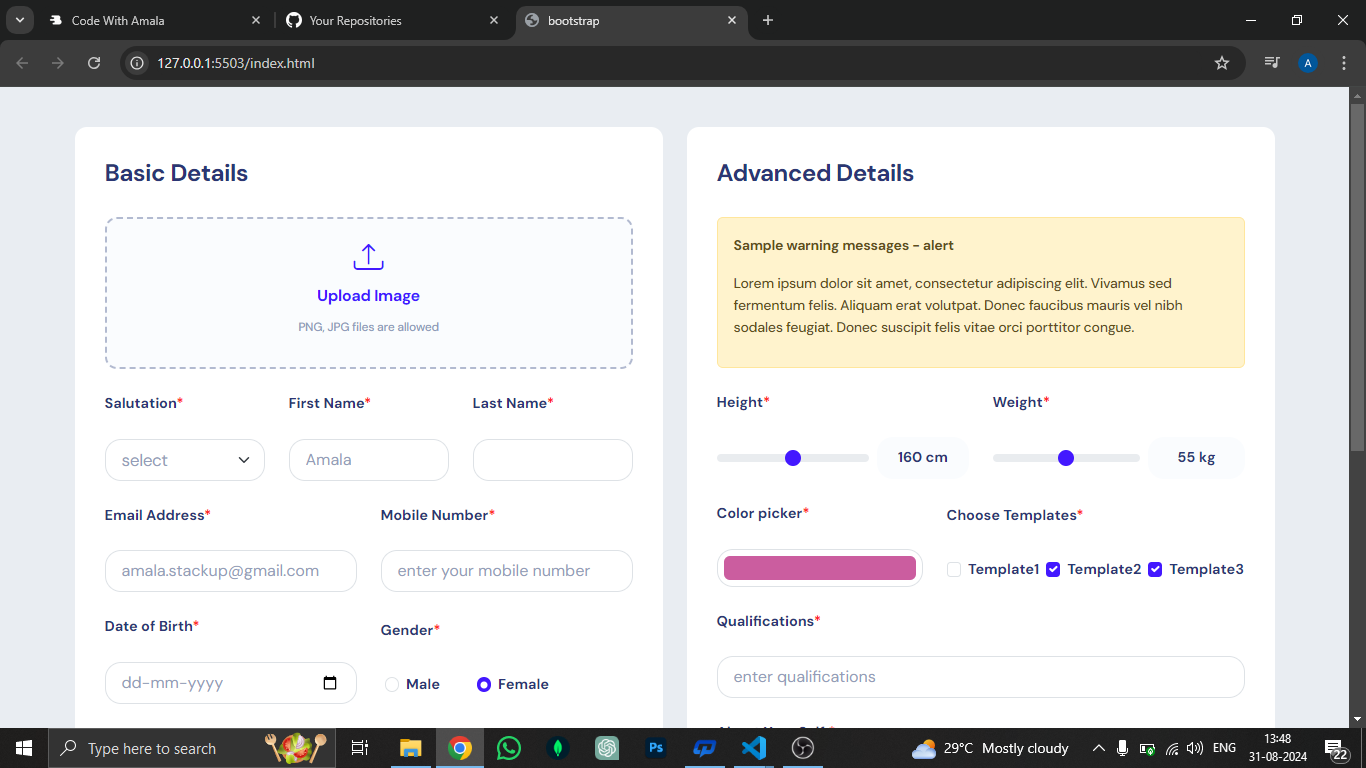 Code With Amala
Your Repositories
bootstrap
127.0.0.1:5503/index.html
A
Basic Details
Upload Image
PNG, JPG files are allowed
Salutation*
First Name*
Last Name*
select
Amala
Email Address*
Mobile Number*
amala.stackup@gmail.com
enter your mobile number
Date of Birth*
Gender*
dd-mm-yyyy
Male
Female
Advanced Details
Sample warning messages - alert
Lorem ipsum dolor sit amet, consectetur adipiscing elit. Vivamus sed
fermentum felis. Aliquam erat volutpat. Donec faucibus mauris vel nibh
sodales feugiat. Donec suscipit felis vitae orci porttitor congue.
Height*
Weight*
160 cm
55 kg
Color picker*
Choose Templates*
Template1
Template2
Template3
Qualifications*
enter qualifications
Type here to search
Ps
29°C Mostly cloudy
ENG
13:48
31-08-2024
22